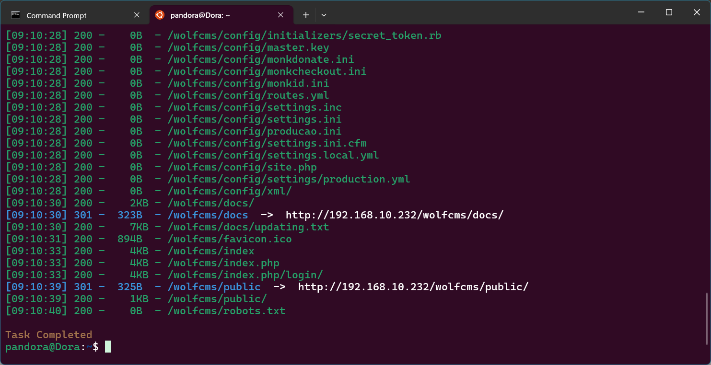 Command Prompt
pandora@Dora: ~
[09:10:28] 200 -    0B  - /wolfcms/config/initializers/secret_token.rb
[09:10:28] 200 -    0B  - /wolfcms/config/master.key
[09:10:28] 200 -    0B  - /wolfcms/config/monkdonate.ini
[09:10:28] 200 -    0B  - /wolfcms/config/monkcheckout.ini
[09:10:28] 200 -    0B  - /wolfcms/config/monkid.ini
[09:10:28] 200 -    0B  - /wolfcms/config/routes.yml
[09:10:28] 200 -    0B  - /wolfcms/config/settings.inc
[09:10:28] 200 -    0B  - /wolfcms/config/settings.ini
[09:10:28] 200 -    0B  - /wolfcms/config/producao.ini
[09:10:28] 200 -    0B  - /wolfcms/config/settings.ini.cfm
[09:10:28] 200 -    0B  - /wolfcms/config/settings.local.yml
[09:10:28] 200 -    0B  - /wolfcms/config/site.php
[09:10:28] 200 -    0B  - /wolfcms/config/settings/production.yml
[09:10:28] 200 -    0B  - /wolfcms/config/xml/
[09:10:30] 200 -    2KB - /wolfcms/docs/
[09:10:30] 301 -  323B  - /wolfcms/docs  ->  http://192.168.10.232/wolfcms/docs/
[09:10:30] 200 -    7KB - /wolfcms/docs/updating.txt
[09:10:31] 200 -  894B  - /wolfcms/favicon.ico
[09:10:33] 200 -    4KB - /wolfcms/index
[09:10:33] 200 -    4KB - /wolfcms/index.php
[09:10:33] 200 -    4KB - /wolfcms/index.php/login/
[09:10:39] 301 -  325B  - /wolfcms/public  ->  http://192.168.10.232/wolfcms/public/
[09:10:39] 200 -    1KB - /wolfcms/public/
[09:10:40] 200 -    0B  - /wolfcms/robots.txt
Task Completed
pandora@Dora:~$